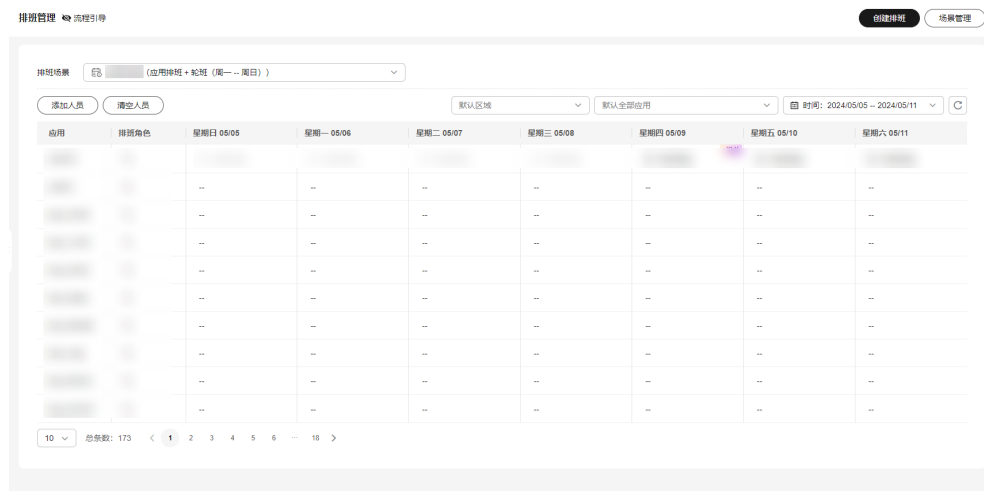 排班管理 流程引导 创建排班 场景管理
排班场景 （应用排班 + 轮班（周一 -- 周日））
添加人员 清空人员 默认区域 默认全部应用 时间：2024/05/05 -- 2024/05/11
应用 排班角色 星期日 05/05 星期一 05/06 星期二 05/07 星期三 05/08 星期四 05/09 星期五 05/10 星期六 05/11
-- -- -- -- -- -- --
-- -- -- -- -- -- --
-- -- -- -- -- -- --
-- -- -- -- -- -- --
-- -- -- -- -- -- --
-- -- -- -- -- -- --
-- -- -- -- -- -- --
-- -- -- -- -- -- --
-- -- -- -- -- -- --
10 总条数：173 < 1 2 3 4 5 6 ... 18 >